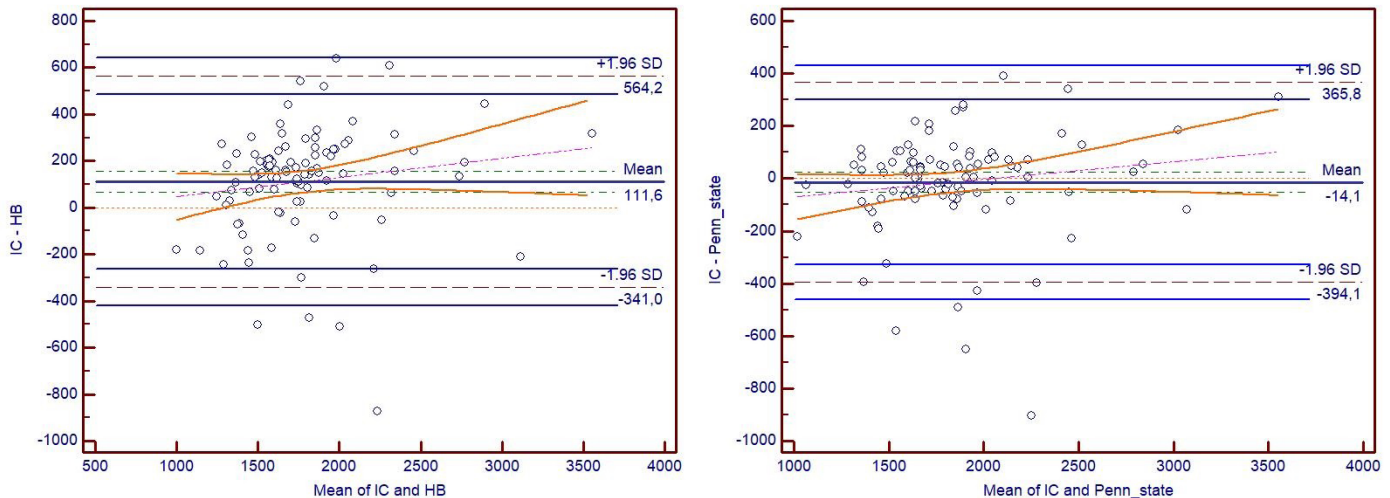 800
600
400
200
0
-200
-400
-600
-800
-1000
IC - HB
+1.96 SD
564,2
Mean
111,6
-1.96 SD
-341,0
500 1000 1500 2000 2500 3000 3500 4000
Mean of IC and HB
600
400
200
0
-200
-400
-600
-800
-1000
IC - Penn_state
+1.96 SD
365,8
Mean
-14,1
-1.96 SD
-394,1
1000 1500 2000 2500 3000 3500 4000
Mean of IC and Penn_state